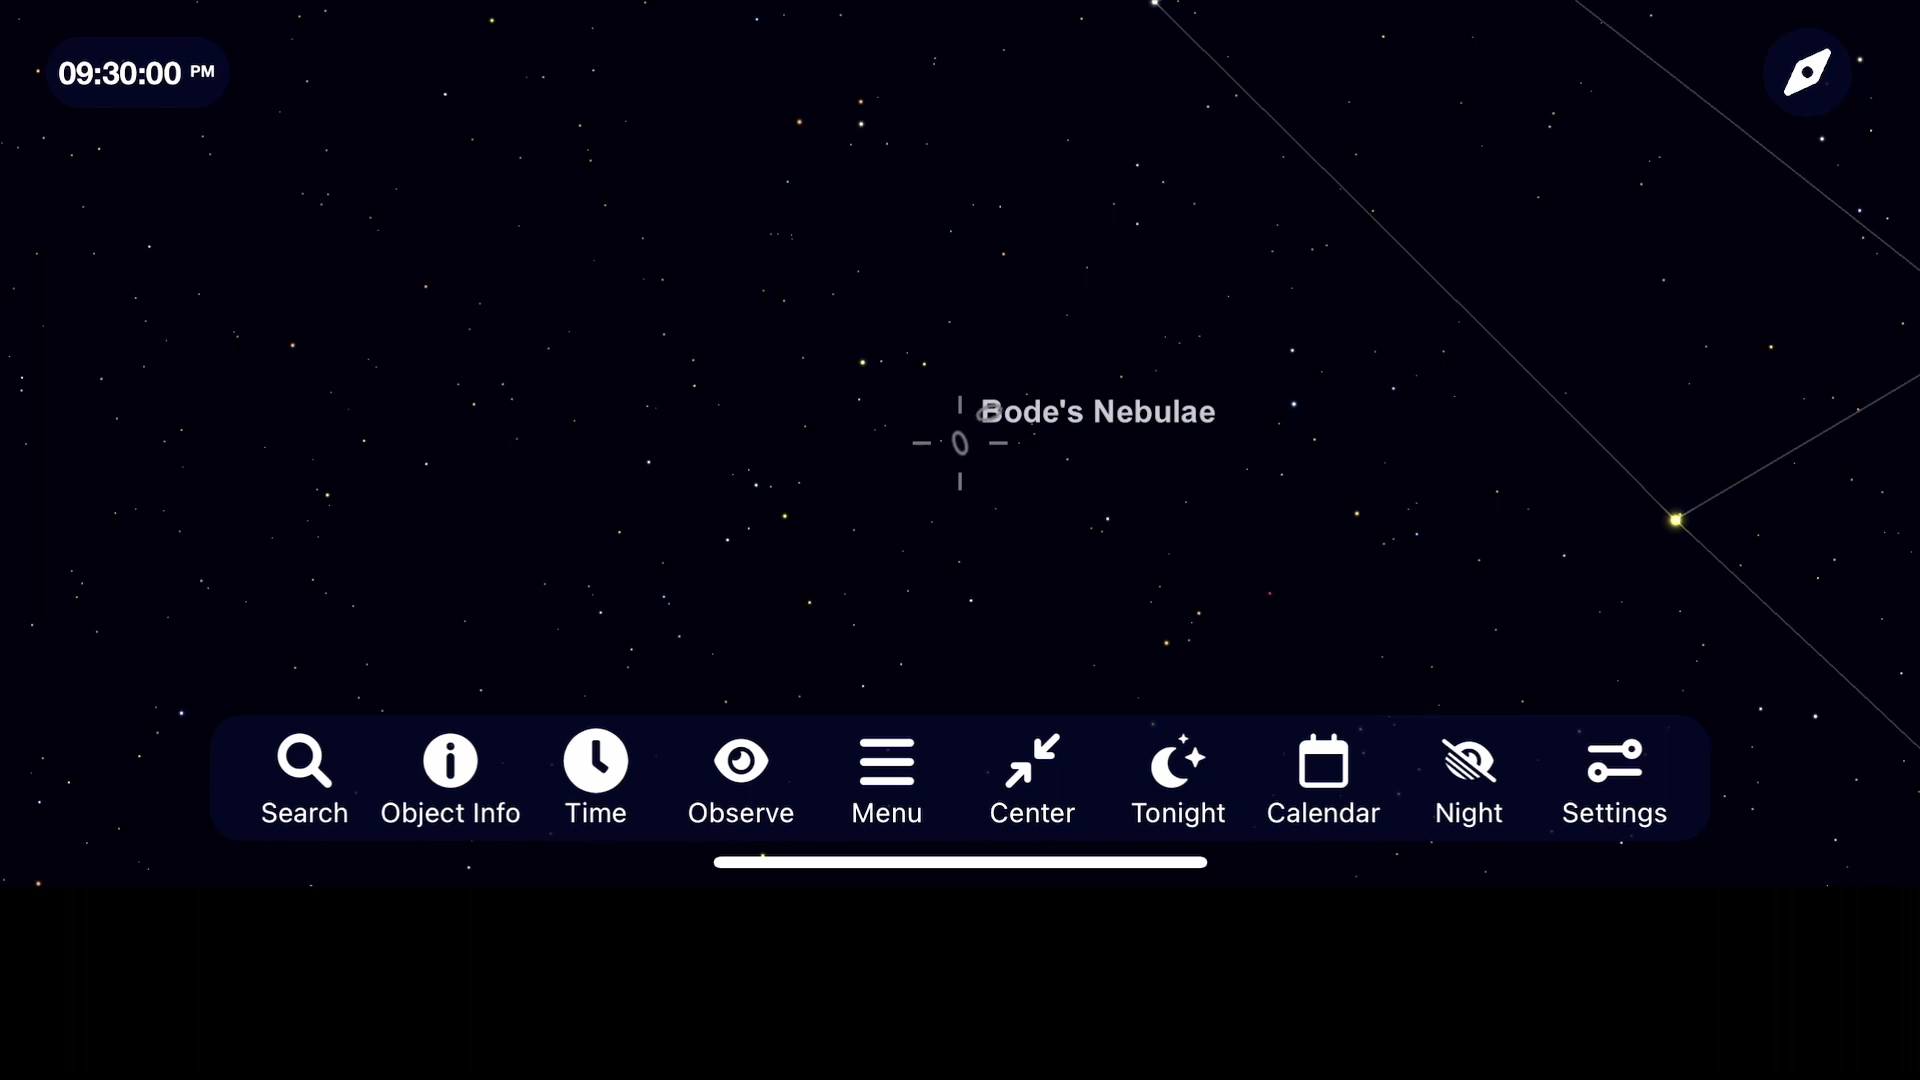 09:30:00 PM
Bode's Nebulae
Search Object Info Time Observe Menu Center Tonight Calendar Night Settings